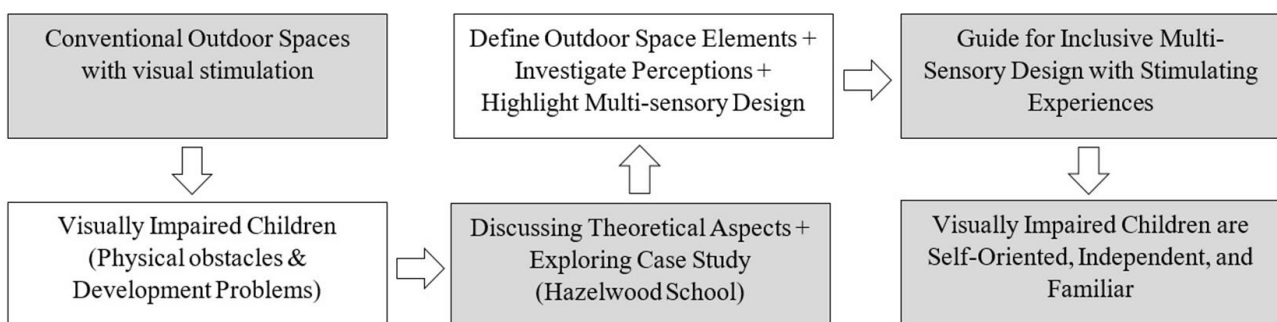 Conventional Outdoor Spaces
with visual stimulation
Visually Impaired Children
(Physical obstacles &
Development Problems)
Discussing Theoretical Aspects +
Exploring Case Study
(Hazelwood School)
Define Outdoor Space Elements +
Investigate Perceptions +
Highlight Multi-sensory Design
Guide for Inclusive Multi-
Sensory Design with Stimulating
Experiences
Visually Impaired Children are
Self-Oriented, Independent, and
Familiar